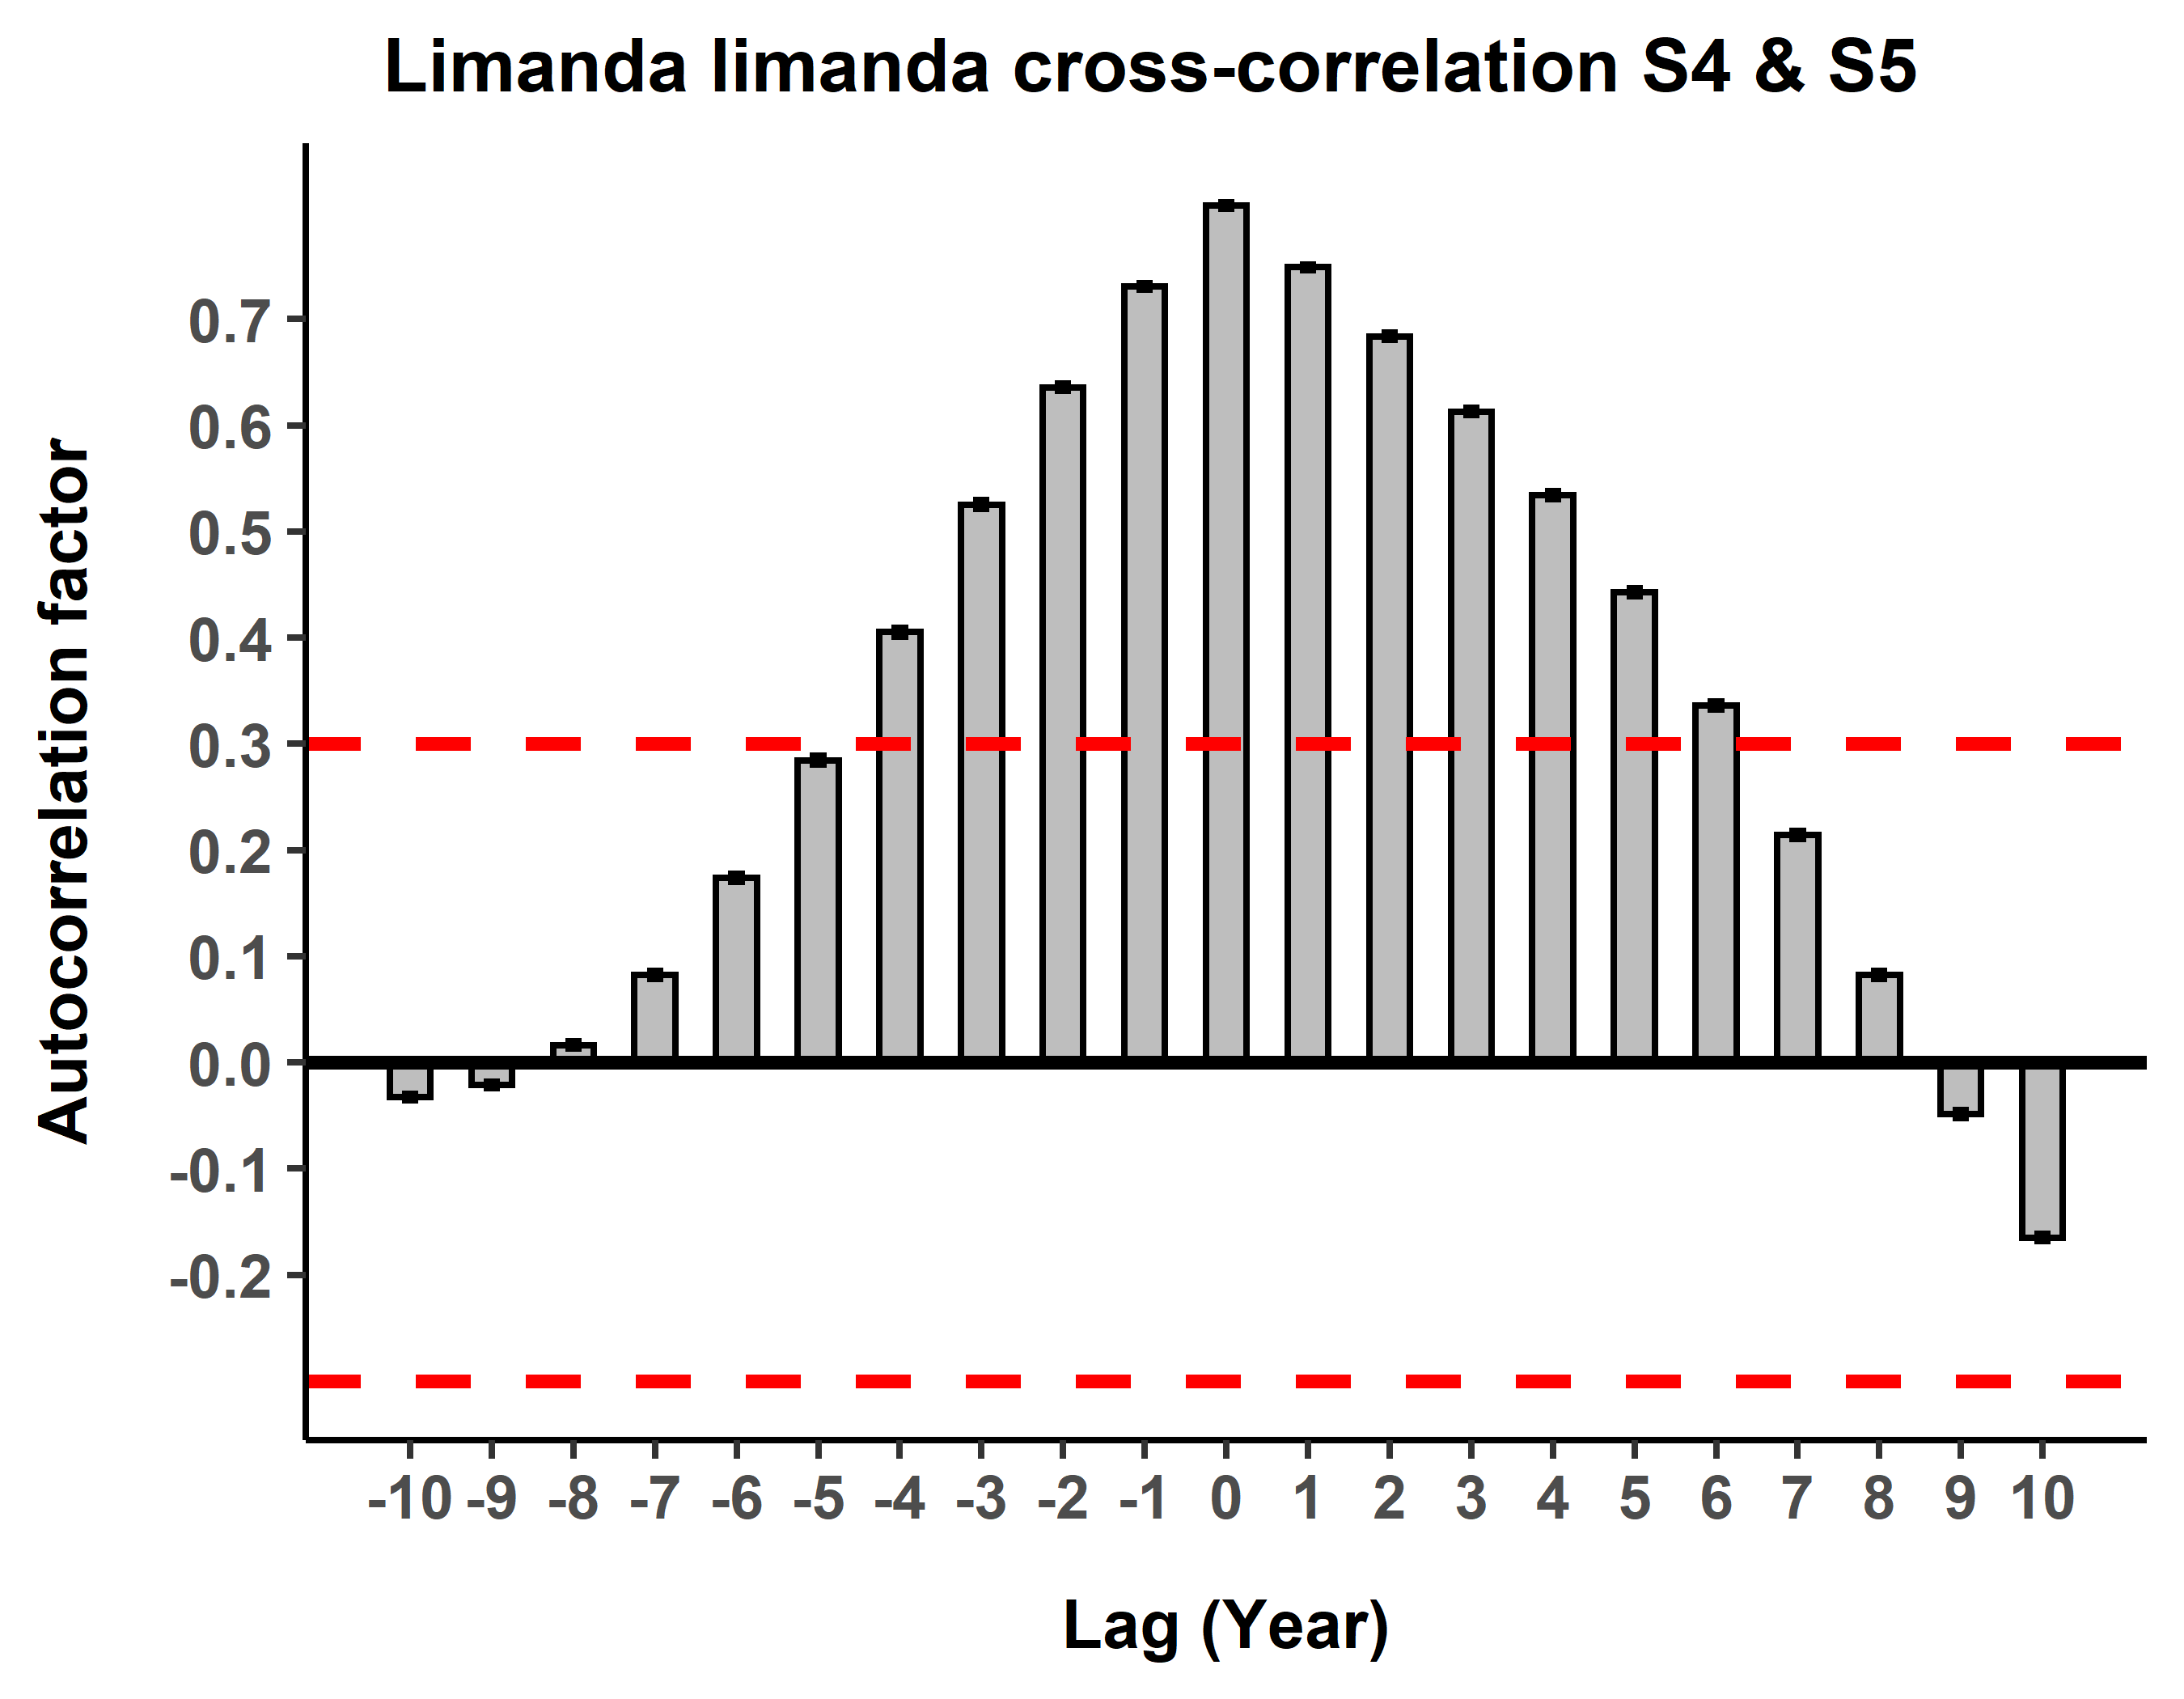 Limanda limanda cross-correlation S4 & S5
Autocorrelation factor
0.7
0.6
0.5
0.4
0.3
0.2
0.1
0.0
-0.1
-0.2
-10 -9 -8 -7 -6 -5 -4 -3 -2 -1 0 1 2 3 4 5 6 7 8 9 10
Lag (Year)